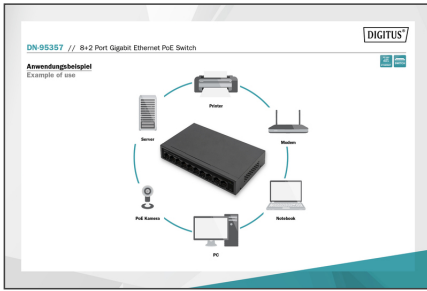 DIGITUS®
DN-95357 // 8+2 Port Gigabit Ethernet PoE Switch
Anwendungsbeispiel
Example of use
Printer
Server
Modem
PoE Kamera
Notebook
PC